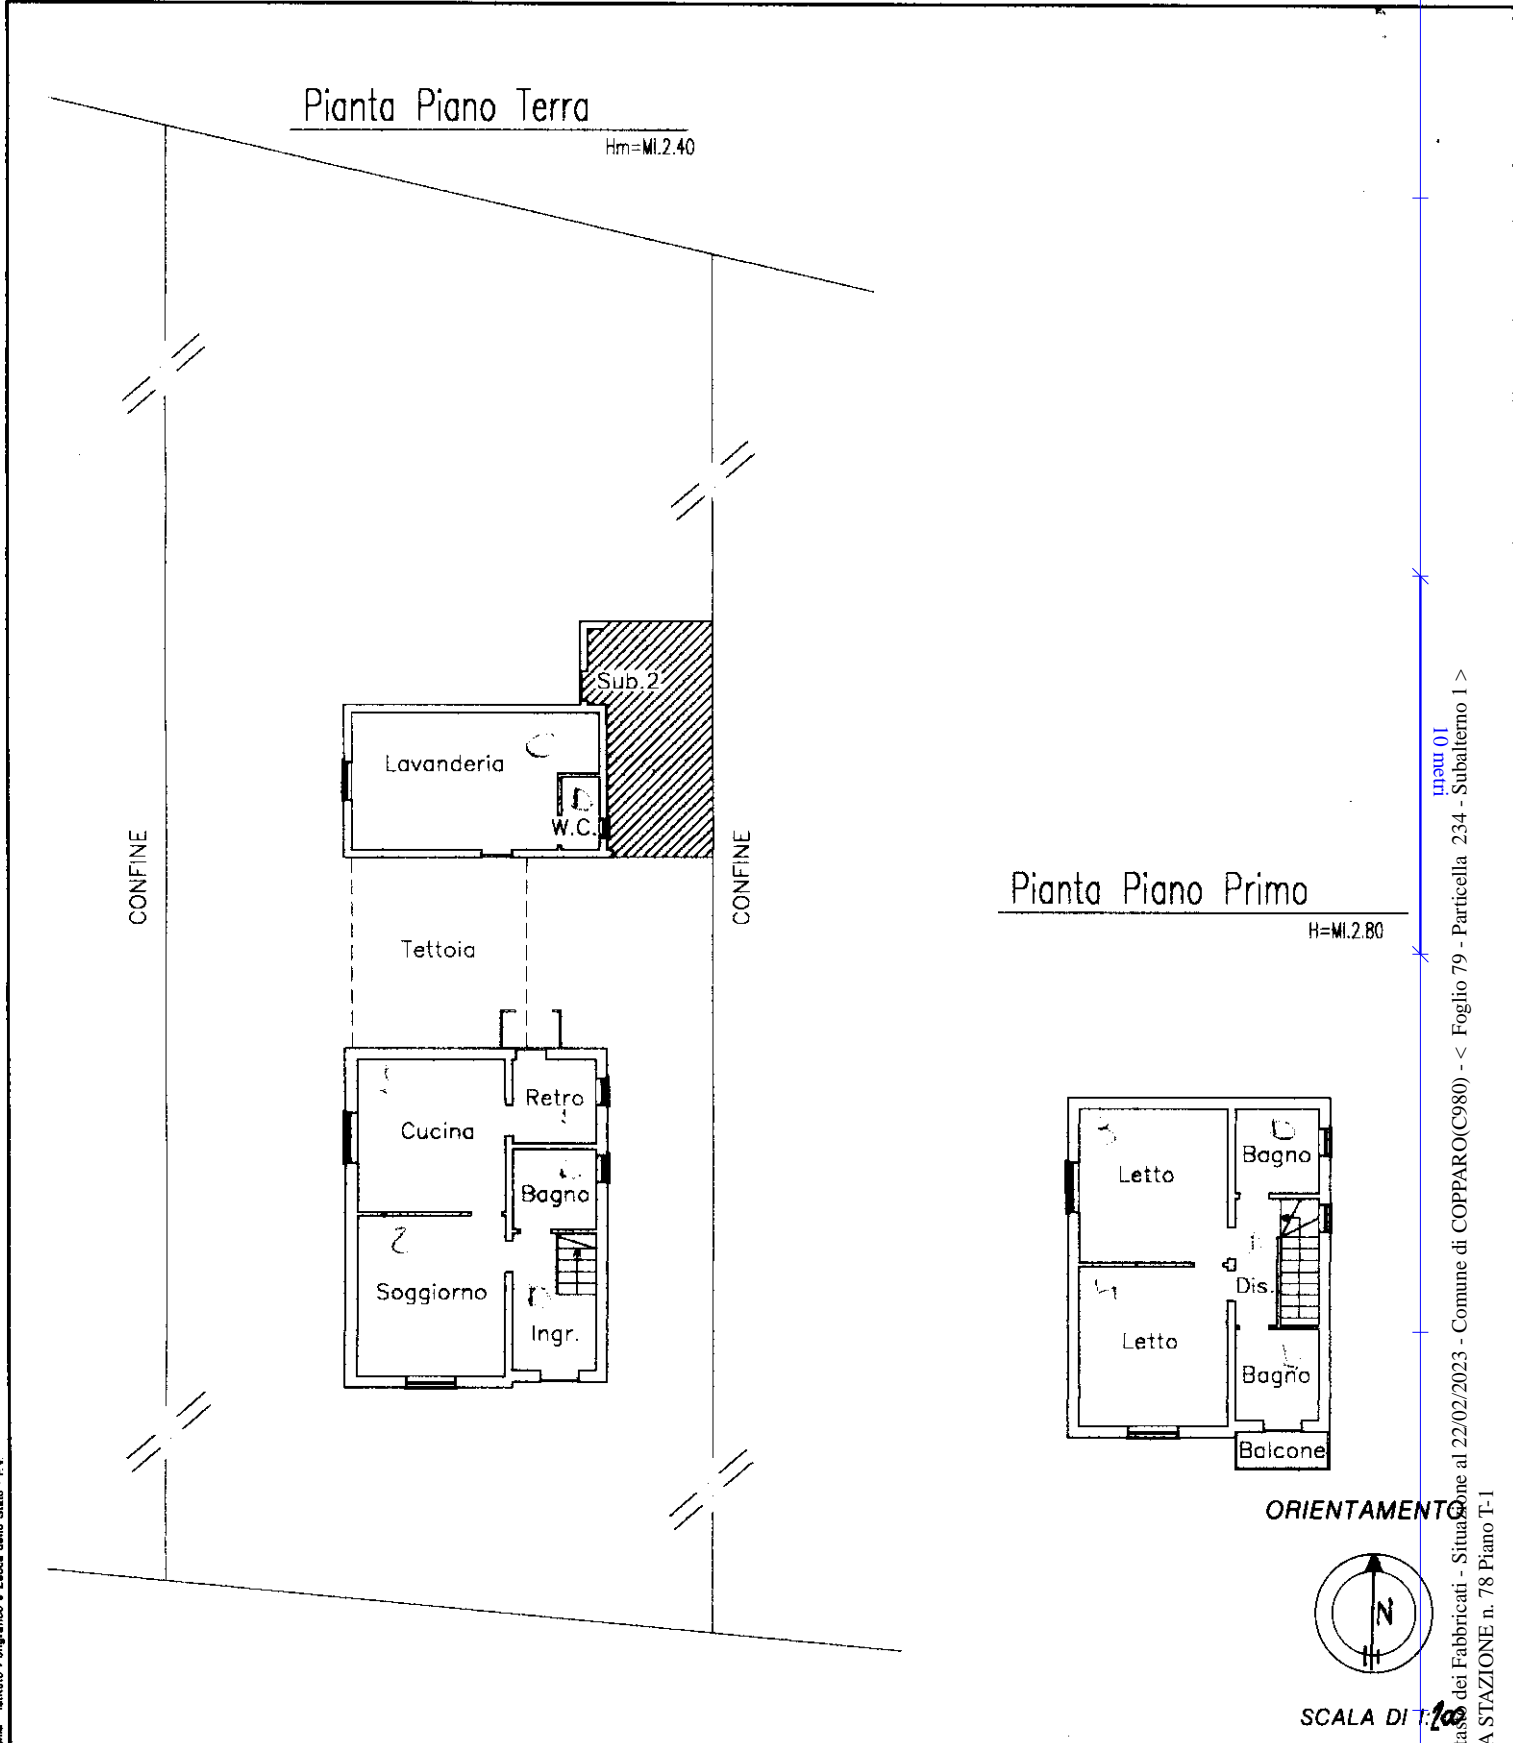 Pianta Piano Terra
Hm=Ml.2.40
Sub.2
Lavanderia
W.C.
CONFINE
CONFINE
Tettoia
Retro
Cucina
Bagno
Soggiorno
Ingr.
Pianta Piano Primo
H=Ml.2.80
Bagno
Letto
Dis.
Letto
Bagno
Balcone
ORIENTAMENTO
N
SCALA DI 1:200
10 metri
dei Fabbricati - Situazione al 22/02/2023 - Comune di COPPARO(C980) - < Foglio 79 - Particella 234 - Subalterno 1 >
A STAZIONE n. 78 Piano T-1